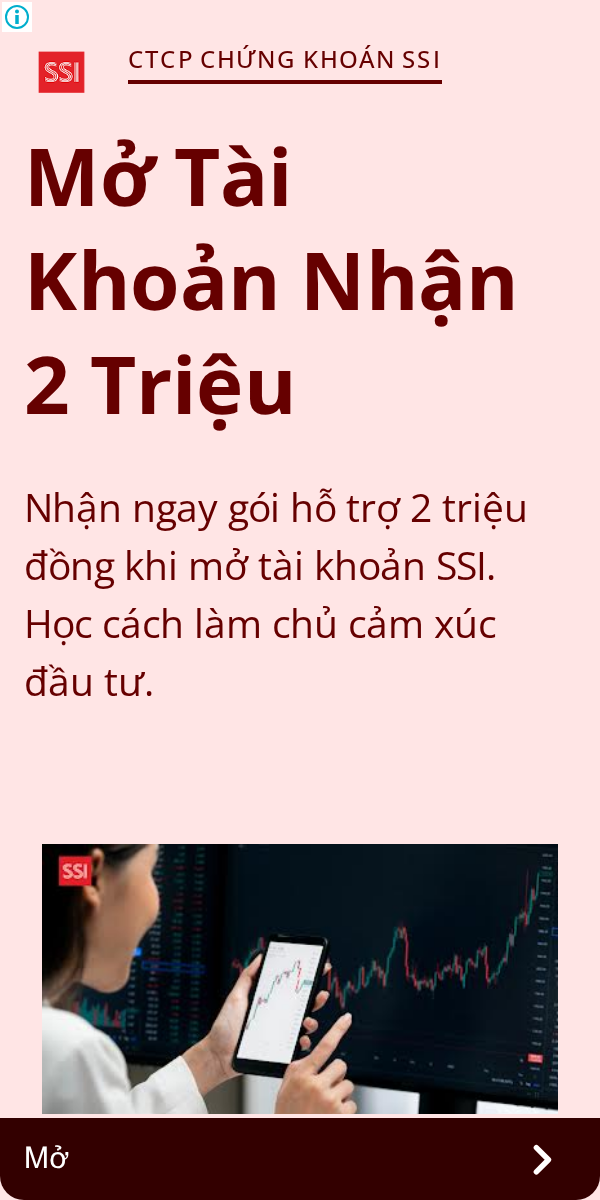 SSI
CTCP CHỨNG KHOÁN SSI
Mở Tài
Khoản Nhận
2 Triệu
Nhận ngay gói hỗ trợ 2 triệu
đồng khi mở tài khoản SSI.
Học cách làm chủ cảm xúc
đầu tư.
SSI
Mở